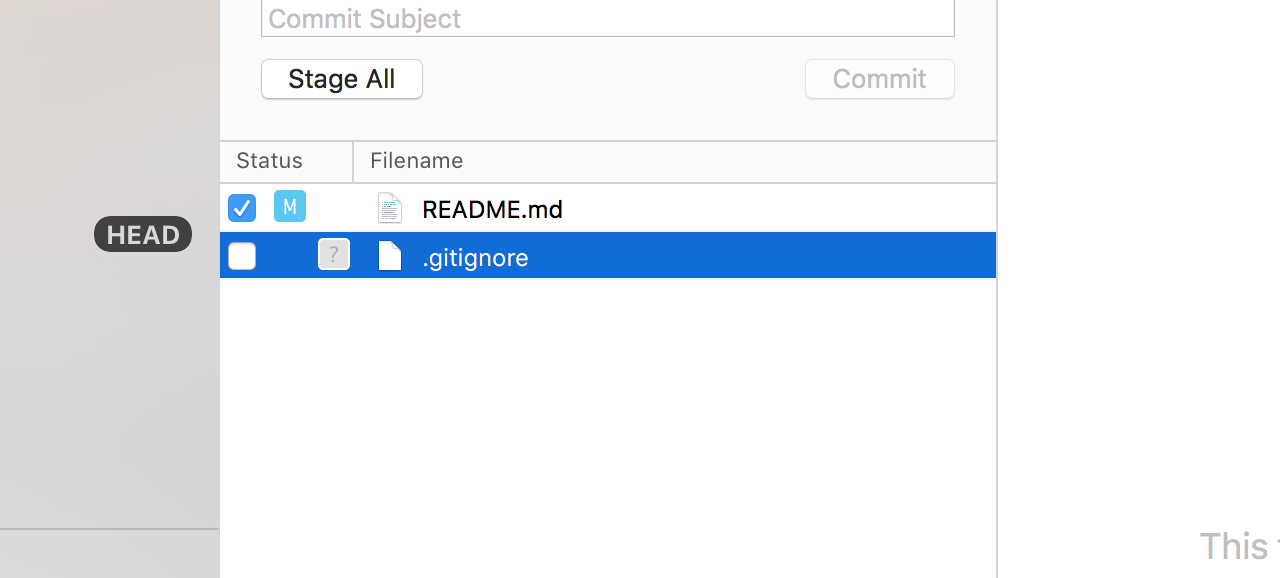 Commit Subject
Stage All
Commit
Status
Filename
M
README.md
HEAD
?
.gitignore
This